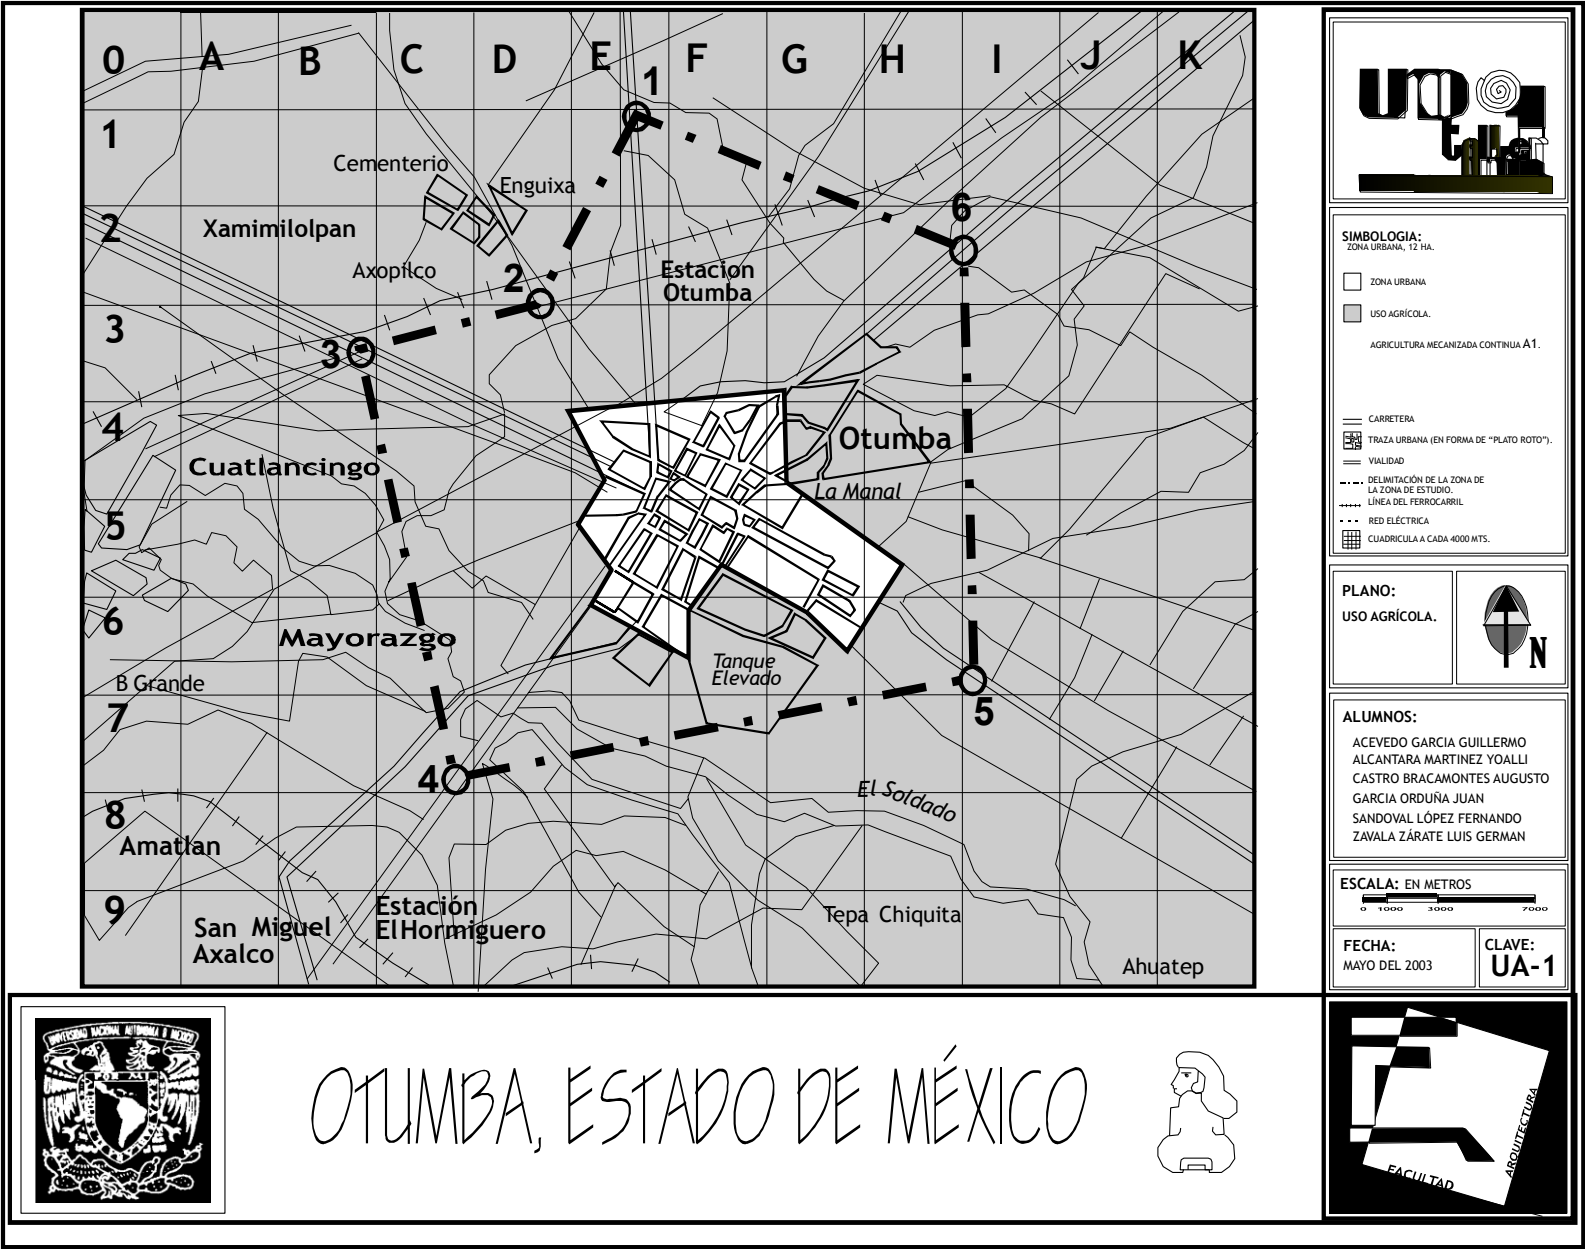 0 A B C D E F G H I J K
1
1
Cementerio
Enguixa
2
6
Xamimilolpan
Axopilco
2
Estacion
Otumba
3
3
4
Otumba
Cuatlancingo
La Manal
5
6
Mayorazgo
Tanque
Elevado
B Grande
7
5
4
El Soldado
8
Amatlan
9
Estación
El Hormiguero
San Miguel
Axalco
Tepa Chiquita
Ahuatep
SIMBOLOGIA:
ZONA URBANA, 12 HA.
ZONA URBANA
USO AGRÍCOLA.
AGRICULTURA MECANIZADA CONTINUA A1.
CARRETERA
TRAZA URBANA (EN FORMA DE “PLATO ROTO”).
VIALIDAD
DELIMITACIÓN DE LA ZONA DE
LA ZONA DE ESTUDIO.
LÍNEA DEL FERROCARRIL
RED ELÉCTRICA
CUADRICULA A CADA 4000 MTS.
PLANO:
USO AGRÍCOLA.
N
ALUMNOS:
ACEVEDO GARCIA GUILLERMO
ALCANTARA MARTINEZ YOALLI
CASTRO BRACAMONTES AUGUSTO
GARCIA ORDUÑA JUAN
SANDOVAL LÓPEZ FERNANDO
ZAVALA ZÁRATE LUIS GERMAN
ESCALA: EN METROS
0 1000 3000 7000
FECHA:
MAYO DEL 2003
CLAVE:
UA-1
OTUMBA, ESTADO DE MÉXICO
FACULTAD
ARQUITECTURA